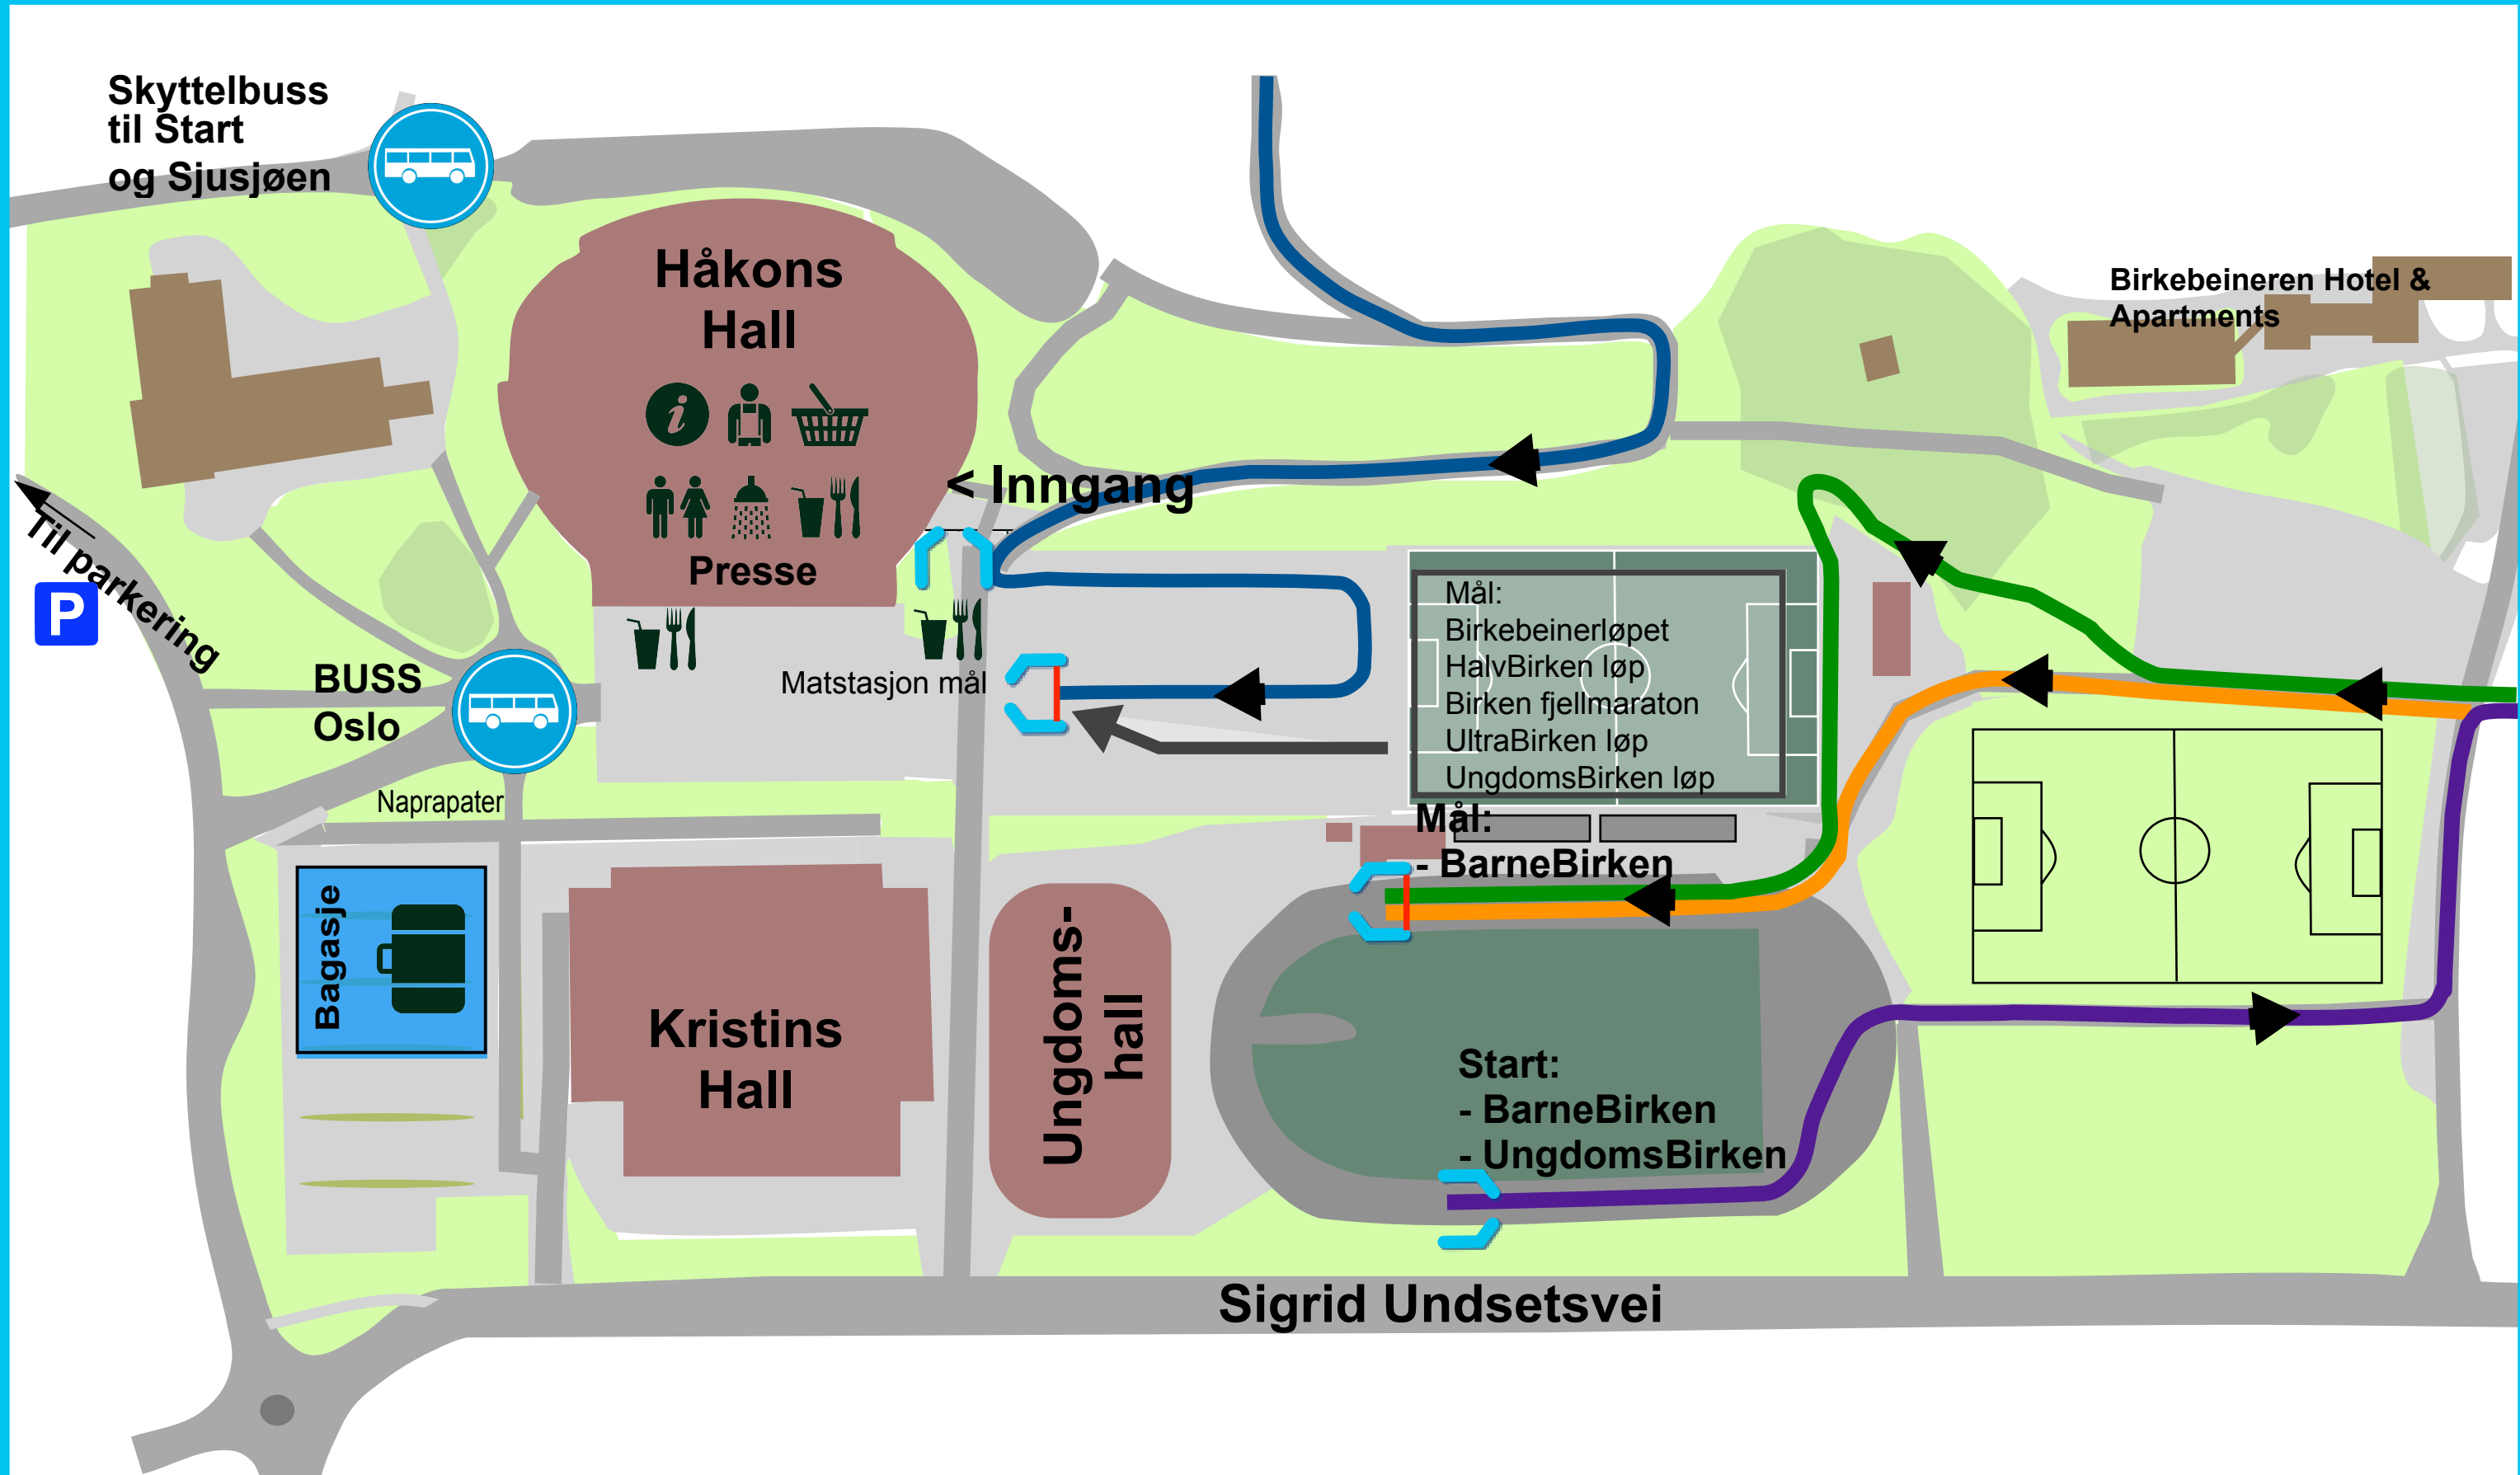 Skyttelbuss
til Start
og Sjusjøen
Håkons
Hall
Birkebeineren Hotel &
Apartments
< Inngang
Presse
Til parkering
P
BUSS
Oslo
Matstasjon mål
Mål:
Birkebeinerløpet
HalvBirken løp
Birken fjellmaraton
UltraBirken løp
UngdomsBirken løp
Naprapater
Mål:
- BarneBirken
Bagasje
Kristins
Hall
Ungdoms-
hall
Start:
- BarneBirken
- UngdomsBirken
Sigrid Undsetsvei